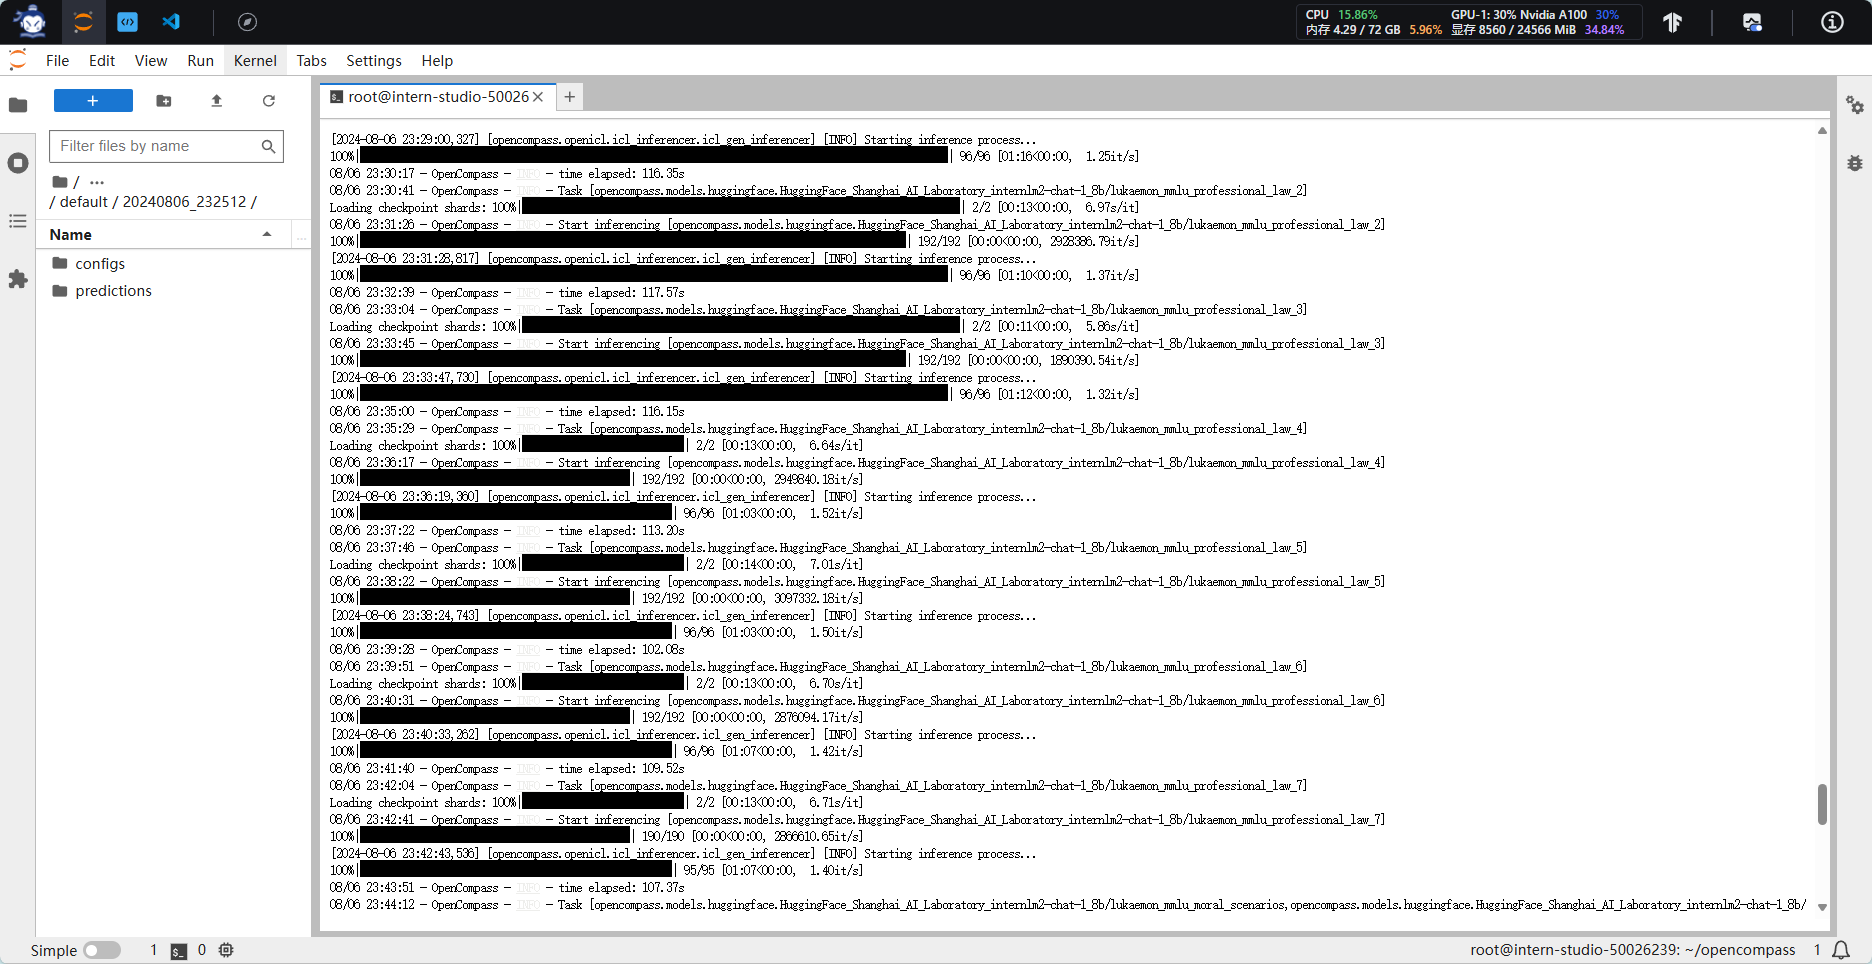 CPU 15.86%
GPU-1: 30% Nvidia A100 30%
内存 4.29 / 72 GB 5.96%
显存 8560 / 24566 MiB 34.84%
File Edit View Run Kernel Tabs Settings Help
+
root@intern-studio-50026
Filter files by name
/ ...
/ default / 20240806_232512 /
Name
configs
predictions
[2024-08-06 23:29:00,327] [opencompass.openicl.icl_inferencer.icl_gen_inferencer] [INFO] Starting inference process...
100%| | 96/96 [01:16<00:00, 1.25it/s]
08/06 23:30:17 - OpenCompass - INFO - time elapsed: 116.35s
08/06 23:30:41 - OpenCompass - INFO - Task [opencompass.models.huggingface.HuggingFace_Shanghai_AI_Laboratory_internlm2-chat-1_8b/lukaemon_mmlu_professional_law_2]
Loading checkpoint shards: 100%| | 2/2 [00:13<00:00, 6.97s/it]
08/06 23:31:26 - OpenCompass - INFO - Start inferencing [opencompass.models.huggingface.HuggingFace_Shanghai_AI_Laboratory_internlm2-chat-1_8b/lukaemon_mmlu_professional_law_2]
100%| | 192/192 [00:00<00:00, 2928386.79it/s]
[2024-08-06 23:31:28,817] [opencompass.openicl.icl_inferencer.icl_gen_inferencer] [INFO] Starting inference process...
100%| | 96/96 [01:10<00:00, 1.37it/s]
08/06 23:32:39 - OpenCompass - INFO - time elapsed: 117.57s
08/06 23:33:04 - OpenCompass - INFO - Task [opencompass.models.huggingface.HuggingFace_Shanghai_AI_Laboratory_internlm2-chat-1_8b/lukaemon_mmlu_professional_law_3]
Loading checkpoint shards: 100%| | 2/2 [00:11<00:00, 5.86s/it]
08/06 23:33:45 - OpenCompass - INFO - Start inferencing [opencompass.models.huggingface.HuggingFace_Shanghai_AI_Laboratory_internlm2-chat-1_8b/lukaemon_mmlu_professional_law_3]
100%| | 192/192 [00:00<00:00, 1890390.54it/s]
[2024-08-06 23:33:47,730] [opencompass.openicl.icl_inferencer.icl_gen_inferencer] [INFO] Starting inference process...
100%| | 96/96 [01:12<00:00, 1.32it/s]
08/06 23:35:00 - OpenCompass - INFO - time elapsed: 116.15s
08/06 23:35:29 - OpenCompass - INFO - Task [opencompass.models.huggingface.HuggingFace_Shanghai_AI_Laboratory_internlm2-chat-1_8b/lukaemon_mmlu_professional_law_4]
Loading checkpoint shards: 100%| | 2/2 [00:13<00:00, 6.64s/it]
08/06 23:36:17 - OpenCompass - INFO - Start inferencing [opencompass.models.huggingface.HuggingFace_Shanghai_AI_Laboratory_internlm2-chat-1_8b/lukaemon_mmlu_professional_law_4]
100%| | 192/192 [00:00<00:00, 2949840.18it/s]
[2024-08-06 23:36:19,360] [opencompass.openicl.icl_inferencer.icl_gen_inferencer] [INFO] Starting inference process...
100%| | 96/96 [01:03<00:00, 1.52it/s]
08/06 23:37:22 - OpenCompass - INFO - time elapsed: 113.20s
08/06 23:37:46 - OpenCompass - INFO - Task [opencompass.models.huggingface.HuggingFace_Shanghai_AI_Laboratory_internlm2-chat-1_8b/lukaemon_mmlu_professional_law_5]
Loading checkpoint shards: 100%| | 2/2 [00:14<00:00, 7.01s/it]
08/06 23:38:22 - OpenCompass - INFO - Start inferencing [opencompass.models.huggingface.HuggingFace_Shanghai_AI_Laboratory_internlm2-chat-1_8b/lukaemon_mmlu_professional_law_5]
100%| | 192/192 [00:00<00:00, 3097332.18it/s]
[2024-08-06 23:38:24,743] [opencompass.openicl.icl_inferencer.icl_gen_inferencer] [INFO] Starting inference process...
100%| | 96/96 [01:03<00:00, 1.50it/s]
08/06 23:39:28 - OpenCompass - INFO - time elapsed: 102.08s
08/06 23:39:51 - OpenCompass - INFO - Task [opencompass.models.huggingface.HuggingFace_Shanghai_AI_Laboratory_internlm2-chat-1_8b/lukaemon_mmlu_professional_law_6]
Loading checkpoint shards: 100%| | 2/2 [00:13<00:00, 6.70s/it]
08/06 23:40:31 - OpenCompass - INFO - Start inferencing [opencompass.models.huggingface.HuggingFace_Shanghai_AI_Laboratory_internlm2-chat-1_8b/lukaemon_mmlu_professional_law_6]
100%| | 192/192 [00:00<00:00, 2876094.17it/s]
[2024-08-06 23:40:33,262] [opencompass.openicl.icl_inferencer.icl_gen_inferencer] [INFO] Starting inference process...
100%| | 96/96 [01:07<00:00, 1.42it/s]
08/06 23:41:40 - OpenCompass - INFO - time elapsed: 109.52s
08/06 23:42:04 - OpenCompass - INFO - Task [opencompass.models.huggingface.HuggingFace_Shanghai_AI_Laboratory_internlm2-chat-1_8b/lukaemon_mmlu_professional_law_7]
Loading checkpoint shards: 100%| | 2/2 [00:13<00:00, 6.71s/it]
08/06 23:42:41 - OpenCompass - INFO - Start inferencing [opencompass.models.huggingface.HuggingFace_Shanghai_AI_Laboratory_internlm2-chat-1_8b/lukaemon_mmlu_professional_law_7]
100%| | 190/190 [00:00<00:00, 2866610.65it/s]
[2024-08-06 23:42:43,536] [opencompass.openicl.icl_inferencer.icl_gen_inferencer] [INFO] Starting inference process...
100%| | 95/95 [01:07<00:00, 1.40it/s]
08/06 23:43:51 - OpenCompass - INFO - time elapsed: 107.37s
08/06 23:44:12 - OpenCompass - INFO - Task [opencompass.models.huggingface.HuggingFace_Shanghai_AI_Laboratory_internlm2-chat-1_8b/lukaemon_mmlu_moral_scenarios,opencompass.models.huggingface.HuggingFace_Shanghai_AI_Laboratory_internlm2-chat-1_8b/
Simple 1 0
root@intern-studio-50026239: ~/opencompass 1